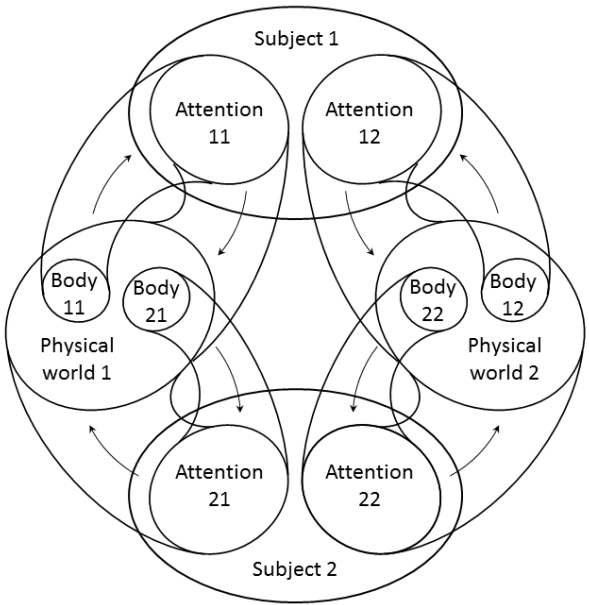 Subject 1
Attention
11
Attention
12
Body
11
Body
21
Physical
world 1
Body
22
Body
12
Physical
world 2
Attention
21
Attention
22
Subject 2